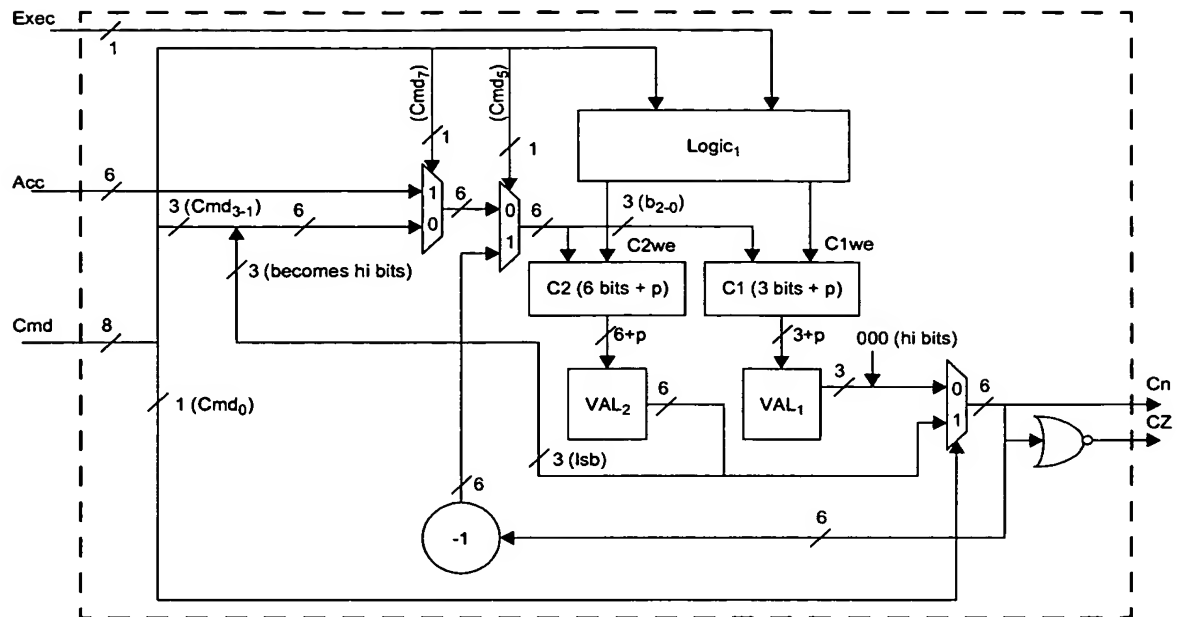 Exec
1
(Cmd7)
(Cmd5)
1
1
Logic1
Acc
6
1
0
6
0
1
6
3 (b2-0)
3 (Cmd3-1)
6
C2we
C1we
3 (becomes hi bits)
C2 (6 bits + p)
C1 (3 bits + p)
Cmd
8
6+p
3+p
000 (hi bits)
VAL2
6
VAL1
3
0
1
6
Cn
CZ
1 (Cmd0)
3 (lsb)
6
-1
6